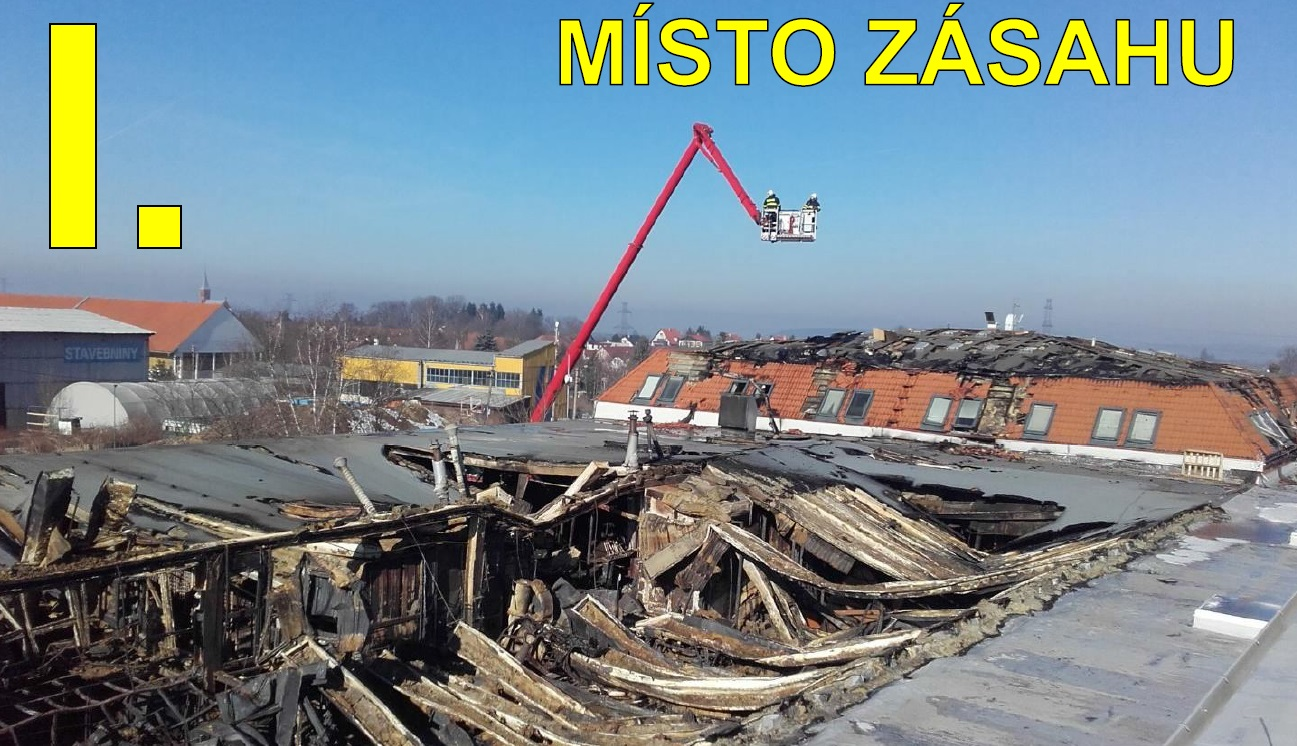 I.
MÍSTO ZÁSAHU
STAVEBNINY